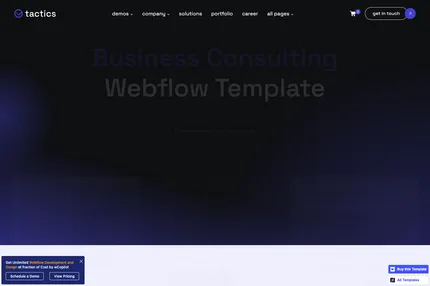 tactics
demos
company
solutions
portfolio
career
all pages
0
get in touch
Business Consulting
Webflow Template
Get Unlimited Webflow Development and
Design at Fraction of Cost by wCopilot
Schedule a Demo
View Pricing
Buy this Template
All Templates